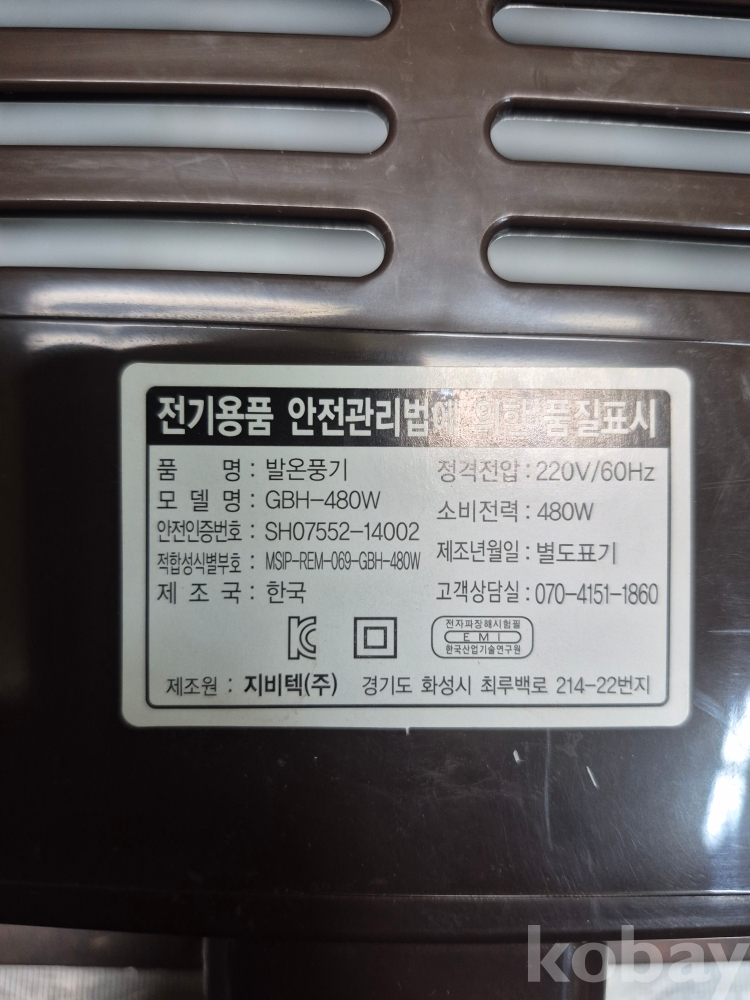 전기용품 안전관리법에 의한 품질표시
품 명 : 발온풍기
정격전압 : 220V/60Hz
모 델 명 : GBH-480W
소비전력 : 480W
안전인증번호 : SH07552-14002
제조년월일 : 별도표기
적합성식별부호 : MSIP-REM-069-GBH-480W
제 조 국 : 한국
고객상담실 : 070-4151-1860
전자파장해시험필
EMI
한국산업기술연구원
제조원 : 지비텍(주) 경기도 화성시 최루백로 214-22번지
kobay